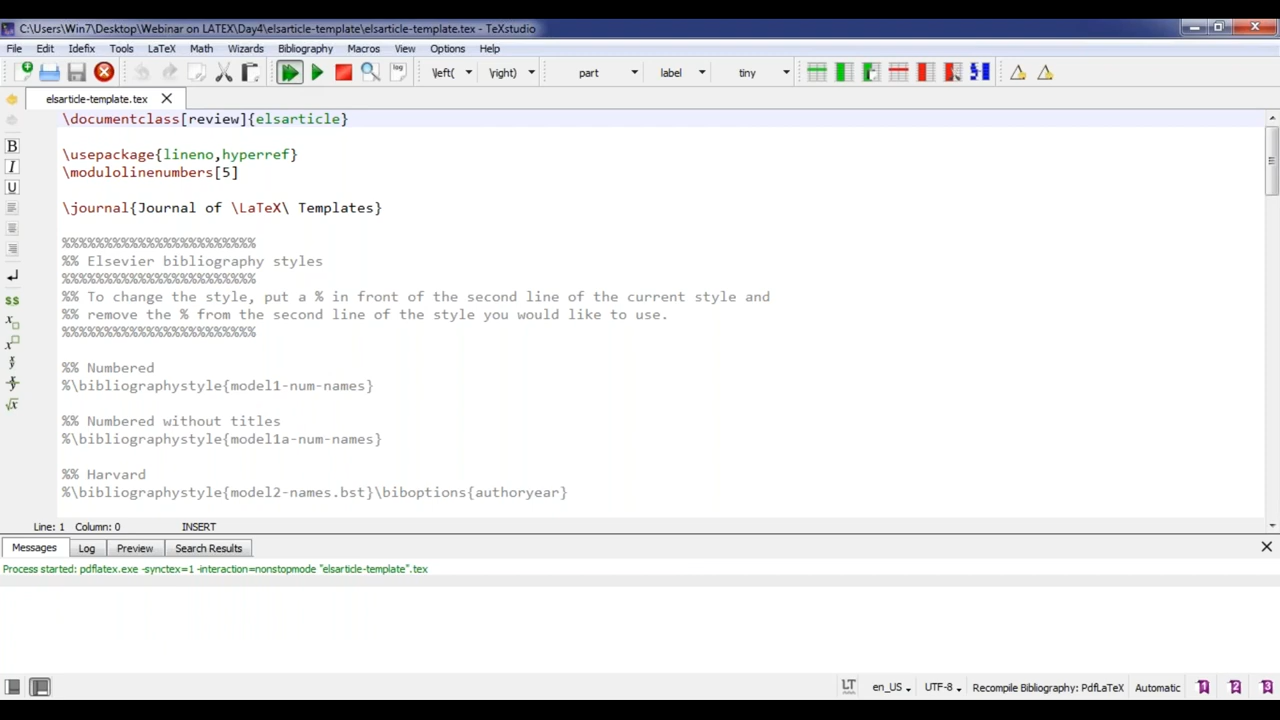 C:\Users\Win7\Desktop\Webinar on LATEX\Day4\elsarticle-template\elsarticle-template.tex - TeXstudio
File Edit Idefix Tools LaTeX Math Wizards Bibliography Macros View Options Help
log \left( \right) part label tiny
elsarticle-template.tex
\documentclass[review]{elsarticle}
\usepackage{lineno,hyperref}
\modulolinenumbers[5]
\journal{Journal of \LaTeX\ Templates}
%%%%%%%%%%%%%%%%%%%%%%%
%% Elsevier bibliography styles
%%%%%%%%%%%%%%%%%%%%%%%
%% To change the style, put a % in front of the second line of the current style and
%% remove the % from the second line of the style you would like to use.
%%%%%%%%%%%%%%%%%%%%%%%
%% Numbered
%\bibliographystyle{model1-num-names}
%% Numbered without titles
%\bibliographystyle{model1a-num-names}
%% Harvard
%\bibliographystyle{model2-names.bst}\biboptions{authoryear}
Line: 1 Column: 0 INSERT
Messages Log Preview Search Results
Process started: pdflatex.exe -synctex=1 -interaction=nonstopmode "elsarticle-template".tex
LT en_US UTF-8 Recompile Bibliography: PdfLaTeX Automatic 1 2 3